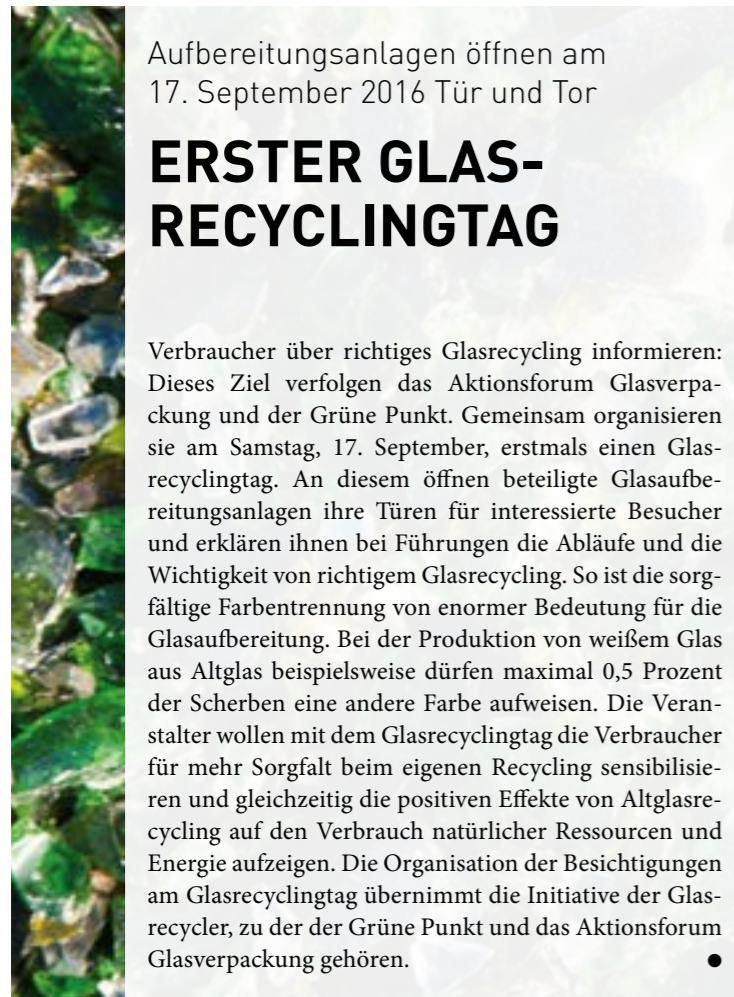 Aufbereitungsanlagen öffnen am
17. September 2016 Tür und Tor
ERSTER GLAS-
RECYCLINGTAG
Verbraucher über richtiges Glasrecycling informieren:
Dieses Ziel verfolgen das Aktionsforum Glasverpa-
ckung und der Grüne Punkt. Gemeinsam organisieren
sie am Samstag, 17. September, erstmals einen Glas-
recyclingtag. An diesem öffnen beteiligte Glasaufbe-
reitungsanlagen ihre Türen für interessierte Besucher
und erklären ihnen bei Führungen die Abläufe und die
Wichtigkeit von richtigem Glasrecycling. So ist die sorg-
fältige Farbentrennung von enormer Bedeutung für die
Glasaufbereitung. Bei der Produktion von weißem Glas
aus Altglas beispielsweise dürfen maximal 0,5 Prozent
der Scherben eine andere Farbe aufweisen. Die Veran-
stalter wollen mit dem Glasrecyclingtag die Verbraucher
für mehr Sorgfalt beim eigenen Recycling sensibilisie-
ren und gleichzeitig die positiven Effekte von Altglasre-
cycling auf den Verbrauch natürlicher Ressourcen und
Energie aufzeigen. Die Organisation der Besichtigungen
am Glasrecyclingtag übernimmt die Initiative der Glas-
recycler, zu der der Grüne Punkt und das Aktionsforum
Glasverpackung gehören. ●